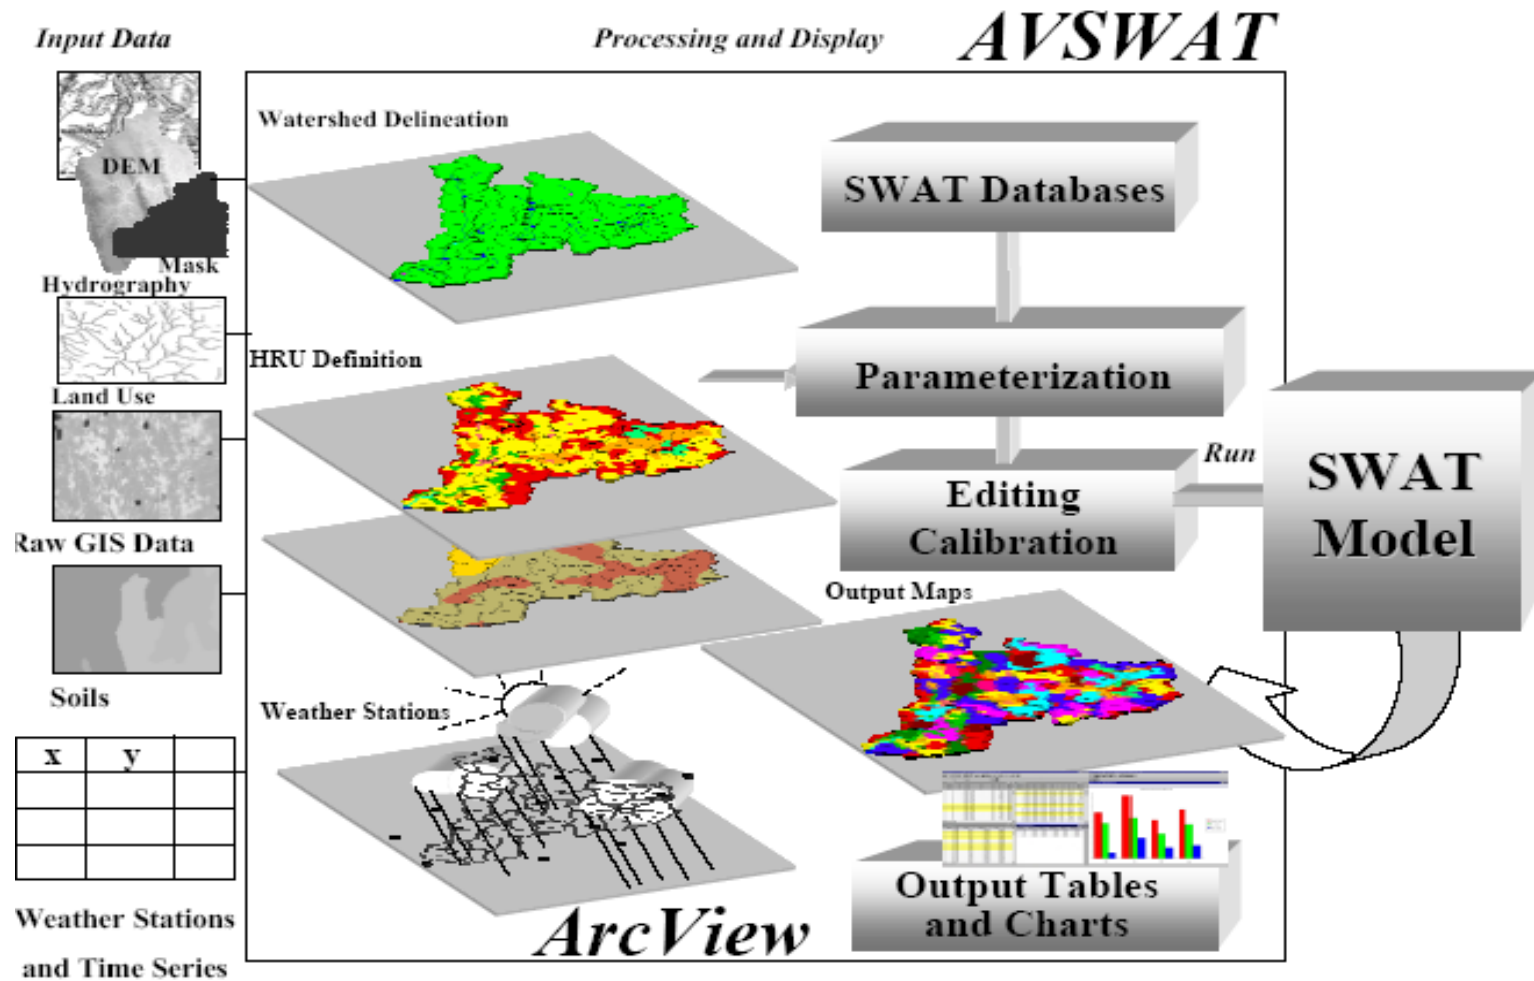 Input Data
Processing and Display
AVSWAT
DEM
Mask
Hydrography
Land Use
Raw GIS Data
Soils
x y
Weather Stations
and Time Series
Watershed Delineation
HRU Definition
Weather Stations
ArcView
SWAT Databases
Parameterization
Editing
Calibration
Run
SWAT
Model
Output Maps
Output Tables
and Charts